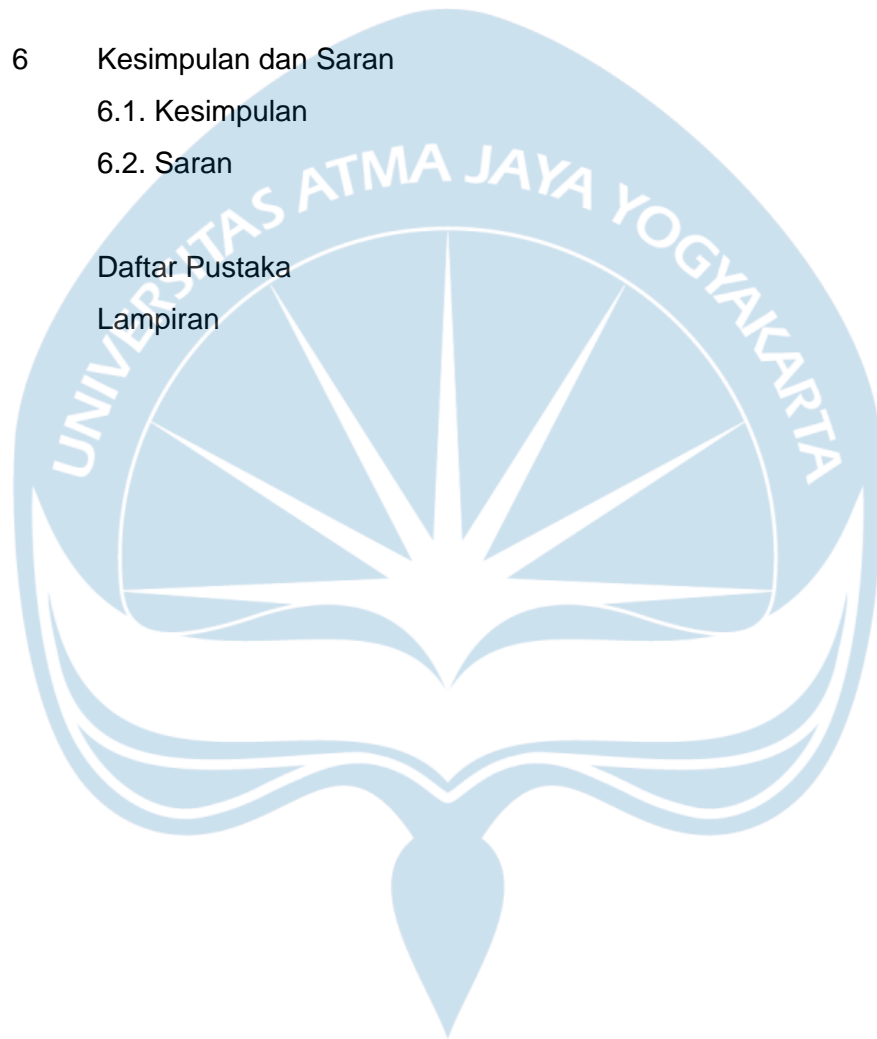 6 Kesimpulan dan Saran
6.1. Kesimpulan
6.2. Saran
UNIVERSITAS ATMA JAYA YOGYAKARTA
Daftar Pustaka
Lampiran